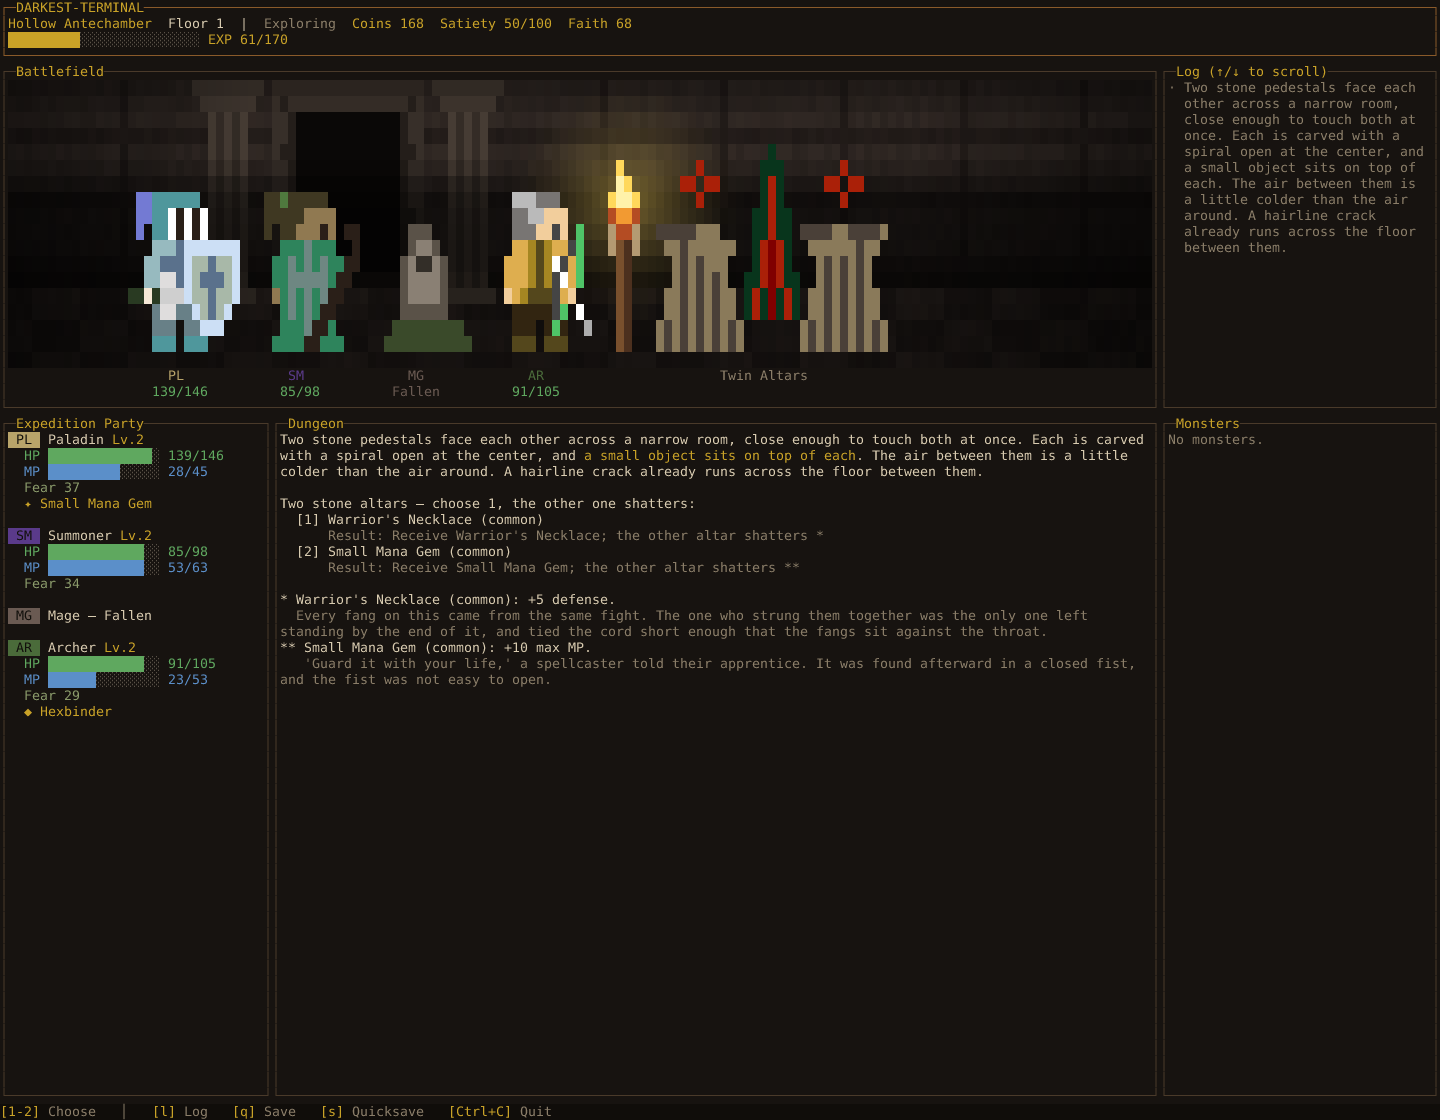 DARKEST-TERMINAL
Hollow Antechamber  Floor 1  |  Exploring  Coins 168  Satiety 50/100  Faith 68
EXP 61/170
Battlefield
PL  SM  MG  AR  Twin Altars
139/146  85/98  Fallen  91/105
Log (↑/↓ to scroll)
· Two stone pedestals face each
other across a narrow room,
close enough to touch both at
once. Each is carved with a
spiral open at the center, and
a small object sits on top of
each. The air between them is
a little colder than the air
around. A hairline crack
already runs across the floor
between them.
Expedition Party
PL  Paladin Lv.2
HP  139/146
MP  28/45
Fear 37
✦ Small Mana Gem
SM  Summoner Lv.2
HP  85/98
MP  53/63
Fear 34
MG  Mage — Fallen
AR  Archer Lv.2
HP  91/105
MP  23/53
Fear 29
◆ Hexbinder
Dungeon
Two stone pedestals face each other across a narrow room, close enough to touch both at once. Each is carved
with a spiral open at the center, and a small object sits on top of each. The air between them is a little
colder than the air around. A hairline crack already runs across the floor between them.
Two stone altars — choose 1, the other one shatters:
[1] Warrior's Necklace (common)
Result: Receive Warrior's Necklace; the other altar shatters *
[2] Small Mana Gem (common)
Result: Receive Small Mana Gem; the other altar shatters **
* Warrior's Necklace (common): +5 defense.
Every fang on this came from the same fight. The one who strung them together was the only one left
standing by the end of it, and tied the cord short enough that the fangs sit against the throat.
** Small Mana Gem (common): +10 max MP.
'Guard it with your life,' a spellcaster told their apprentice. It was found afterward in a closed fist,
and the fist was not easy to open.
Monsters
No monsters.
[1-2] Choose  │  [l] Log  [q] Save  [s] Quicksave  [Ctrl+C] Quit